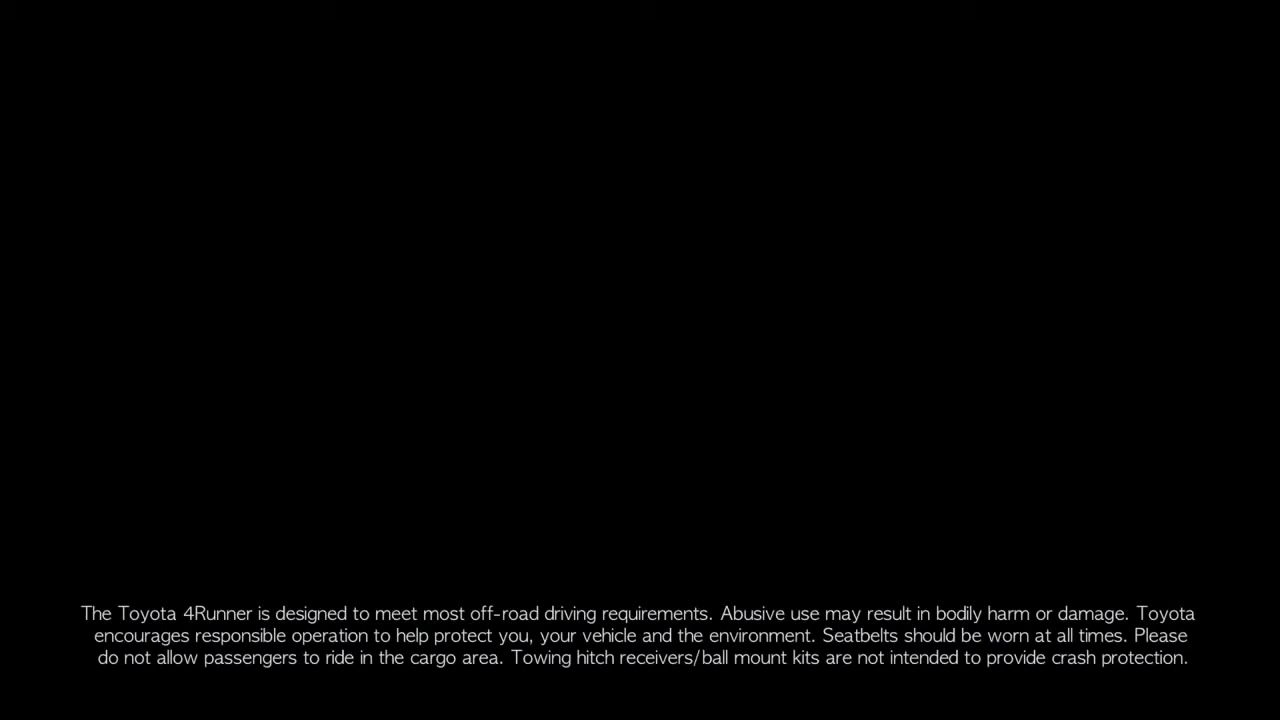 The Toyota 4Runner is designed to meet most off-road driving requirements. Abusive use may result in bodily harm or damage. Toyota
encourages responsible operation to help protect you, your vehicle and the environment. Seatbelts should be worn at all times. Please
do not allow passengers to ride in the cargo area. Towing hitch receivers/ball mount kits are not intended to provide crash protection.